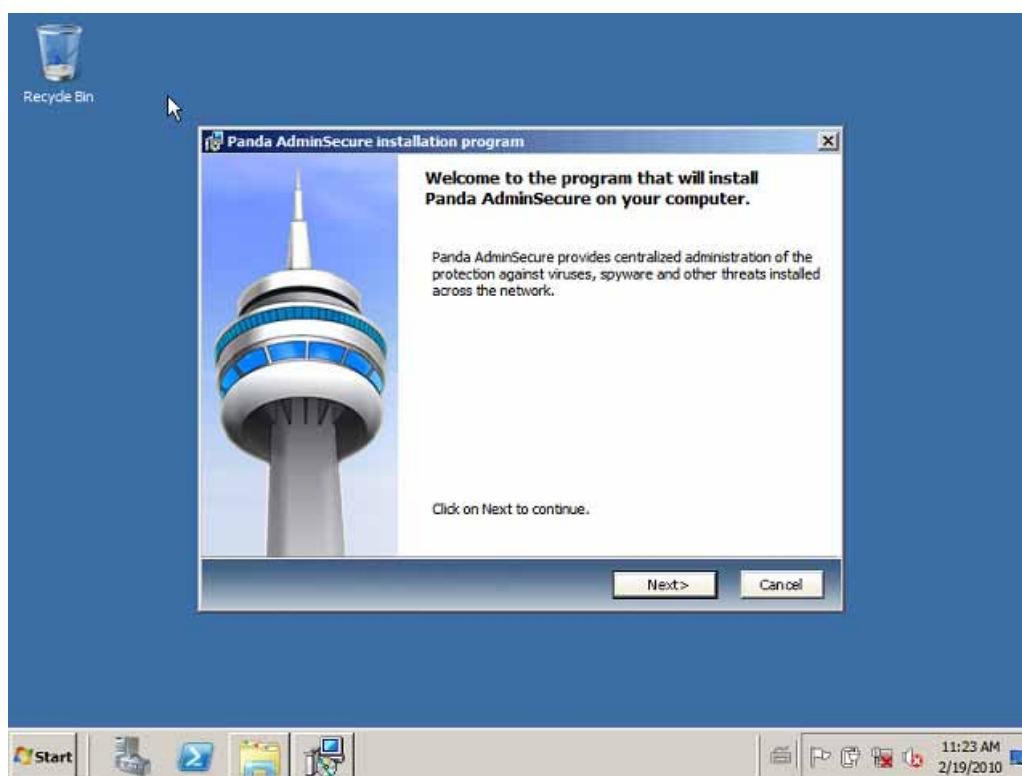 Recycle Bin
Panda AdminSecure installation program
Welcome to the program that will install
Panda AdminSecure on your computer.
Panda AdminSecure provides centralized administration of the
protection against viruses, spyware and other threats installed
across the network.
Click on Next to continue.
Next>
Cancel
Start
11:23 AM
2/19/2010